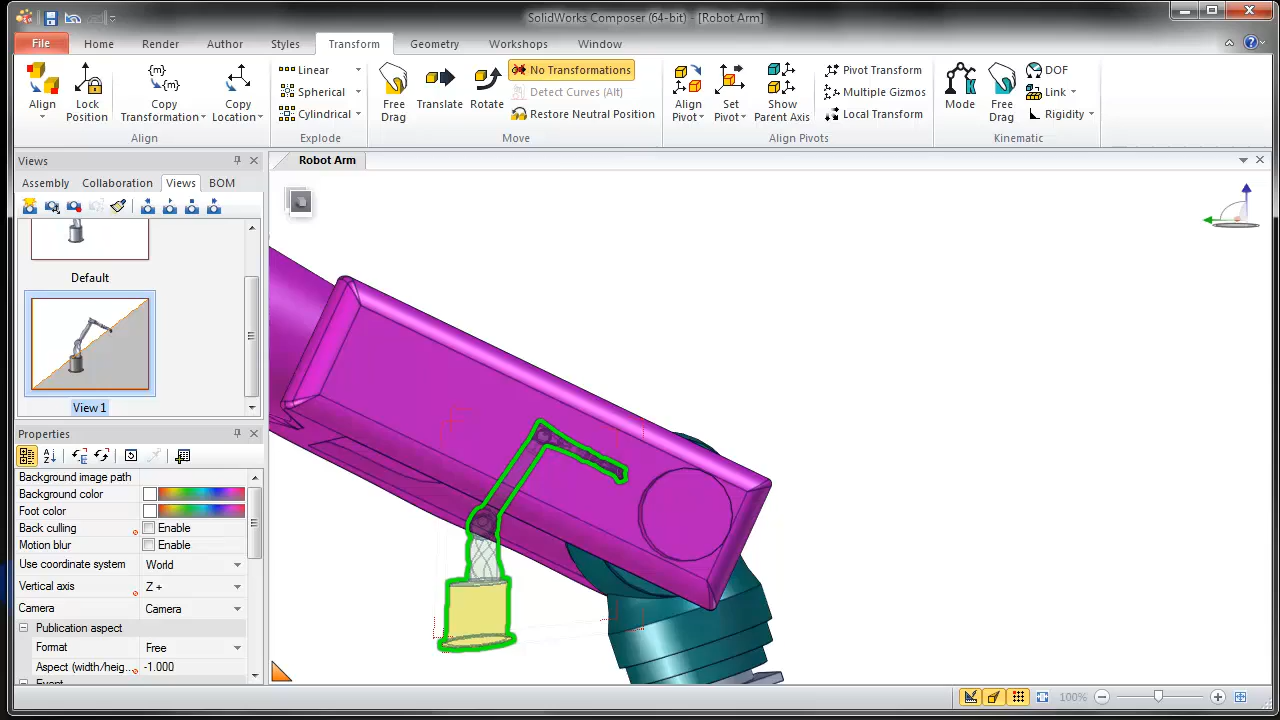 SolidWorks Composer (64-bit) - [Robot Arm]
File Home Render Author Styles Transform Geometry Workshops Window
Align Lock Position Copy Transformation Copy Location
Align
Linear
Spherical
Cylindrical
Explode
Free Drag Translate Rotate
No Transformations
Detect Curves (Alt)
Restore Neutral Position
Move
Align Pivot Set Pivot Show Parent Axis
Pivot Transform
Multiple Gizmos
Local Transform
Align Pivots
Mode Free Drag
DOF
Link
Rigidity
Kinematic
Views
Assembly Collaboration Views BOM
Default
View 1
Robot Arm
Properties
Background image path
Background color
Foot color
Back culling Enable
Motion blur Enable
Use coordinate system World
Vertical axis Z +
Camera Camera
Publication aspect
Format Free
Aspect (width/heig... -1.000
Event
100%